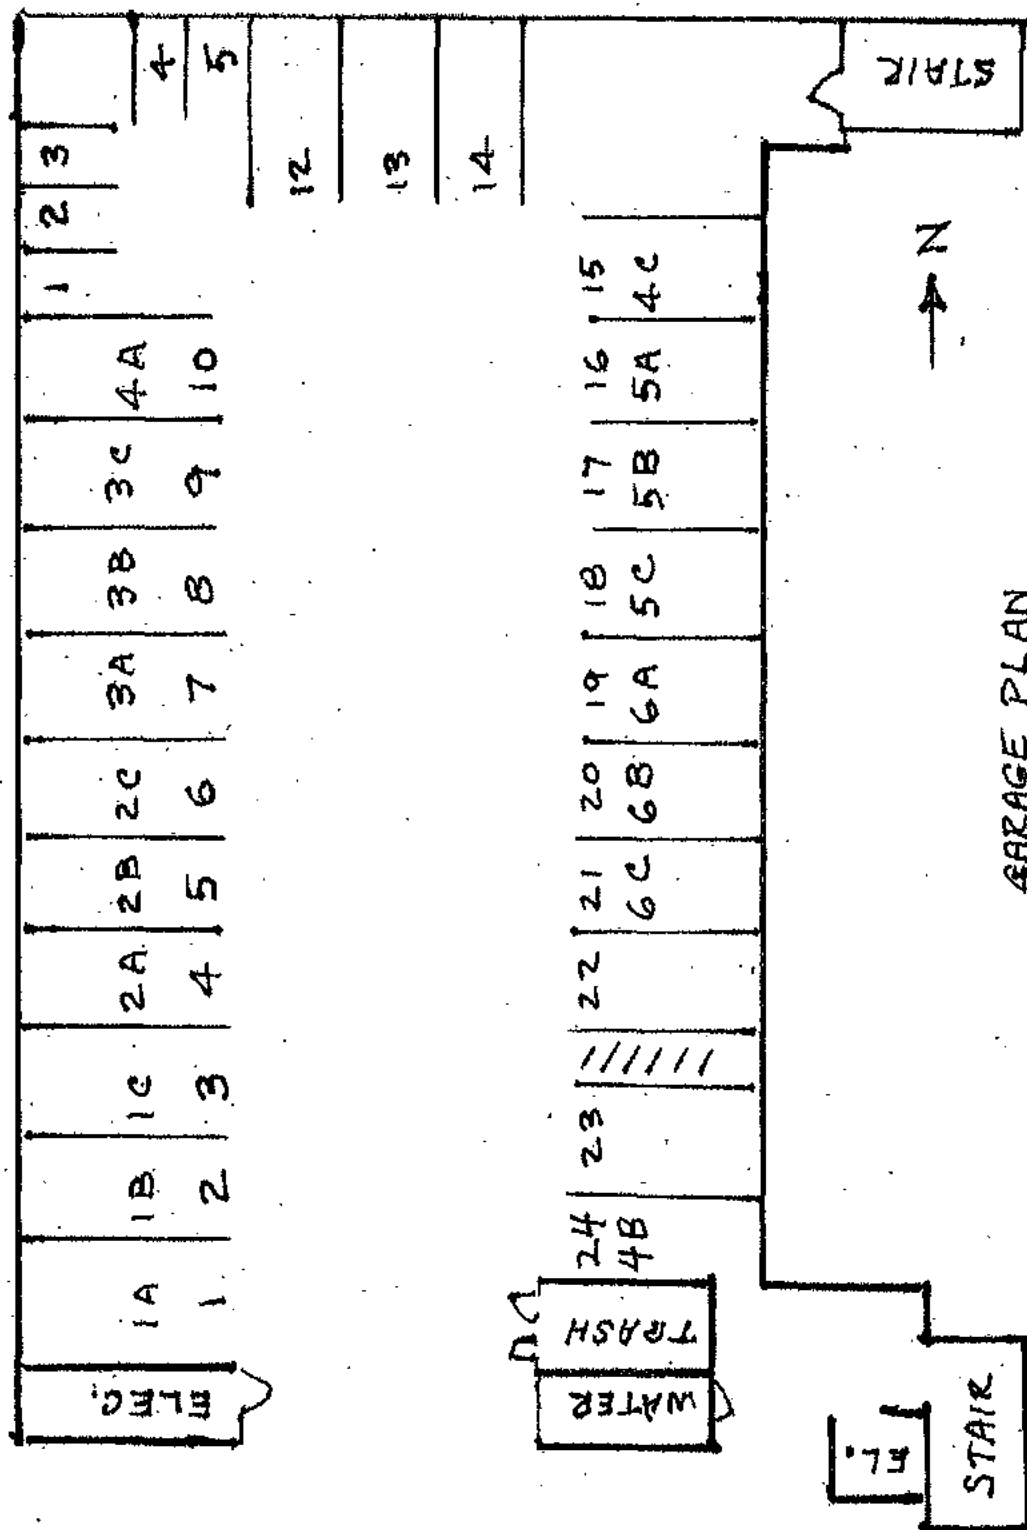 1 2 3
ELEC. 1A 1B 1C 2A 2B 2C 3A 3B 3C 4A
4
1 2 3 4 5 6 7 8 9 10
5
12
13
14
TRASH
WATER
24 23 22 21 20 19 18 17 16 15
4B 6C 6B 6A 5C 5B 5A 4C
EL.
STAIR
N
STAIR
GARAGE PLAN